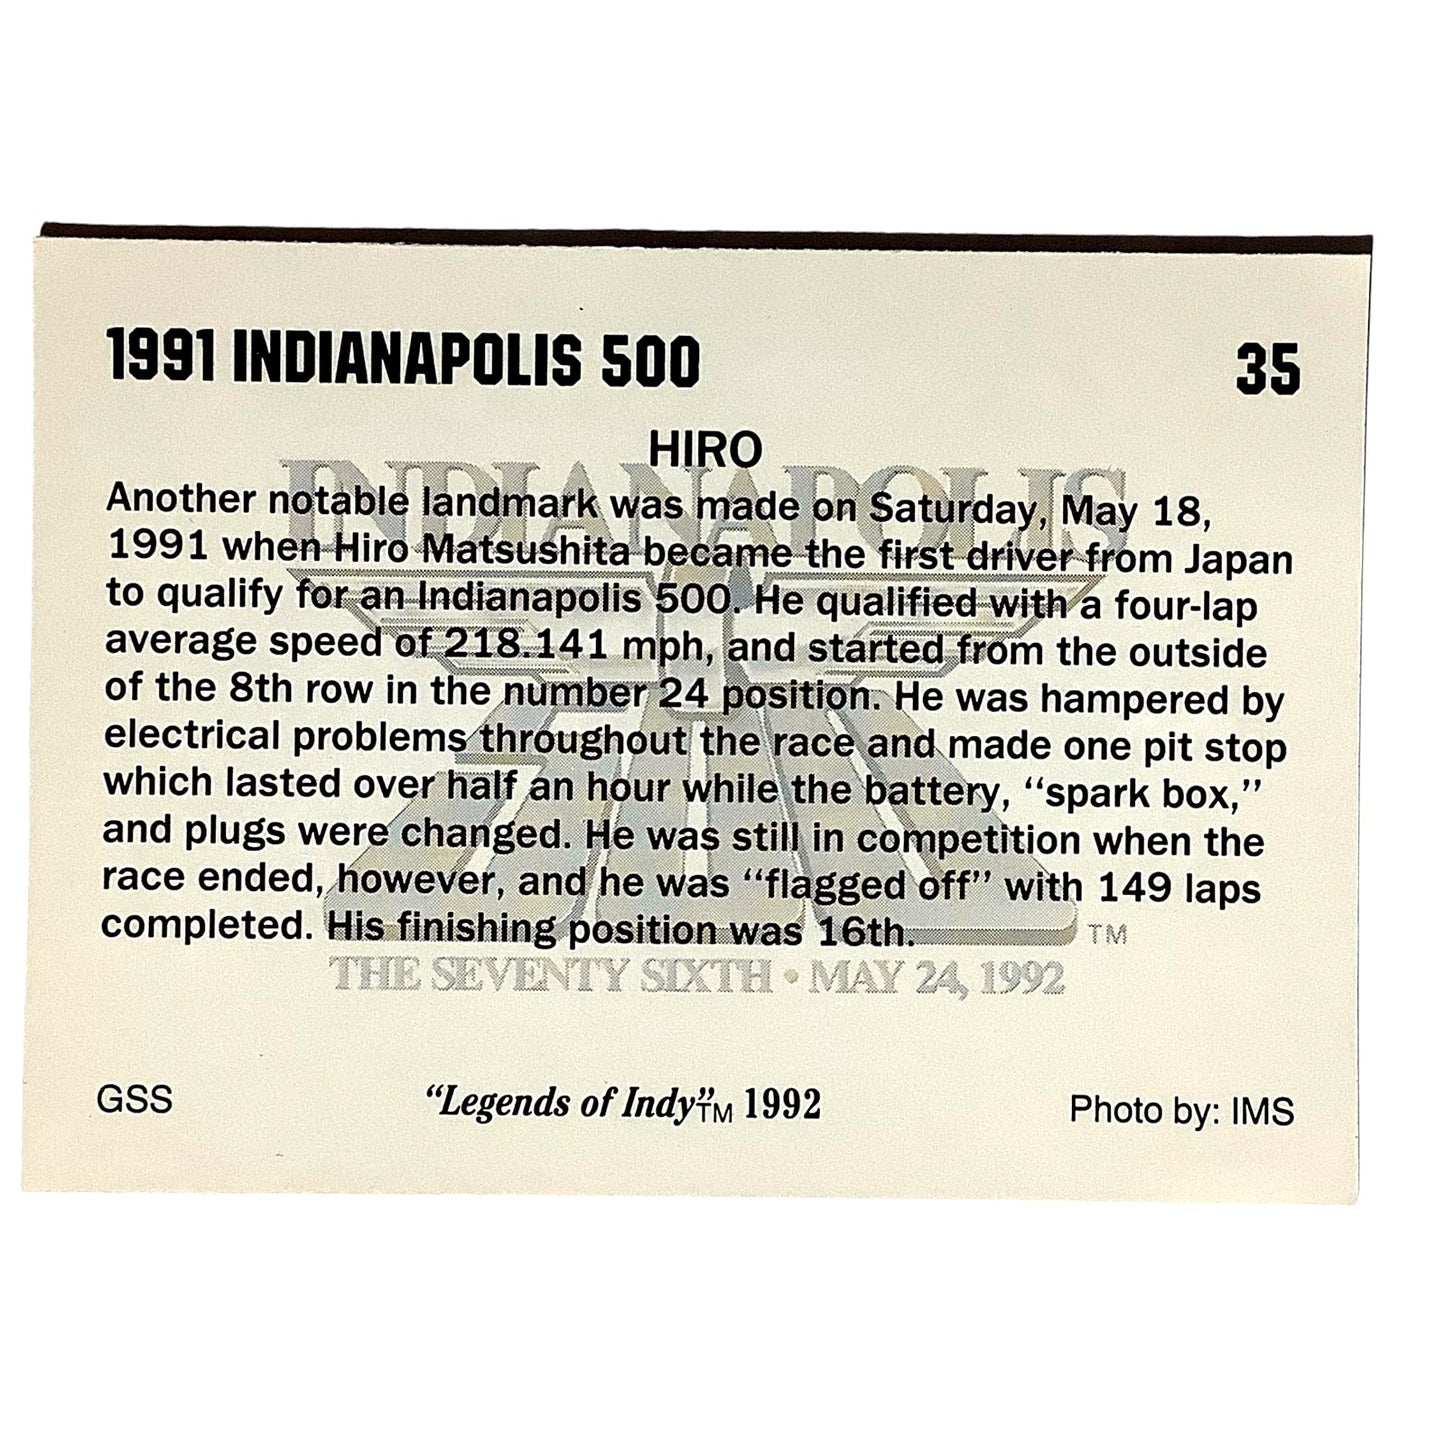 1991 INDIANAPOLIS 500 35
HIRO
INDIANAPOLIS
Another notable landmark was made on Saturday, May 18,
1991 when Hiro Matsushita became the first driver from Japan
to qualify for an Indianapolis 500. He qualified with a four-lap
average speed of 218.141 mph, and started from the outside
of the 8th row in the number 24 position. He was hampered by
electrical problems throughout the race and made one pit stop
which lasted over half an hour while the battery, “spark box,”
and plugs were changed. He was still in competition when the
race ended, however, and he was “flagged off” with 149 laps
completed. His finishing position was 16th.
500 TM
THE SEVENTY SIXTH • MAY 24, 1992
GSS “Legends of Indy”TM 1992 Photo by: IMS